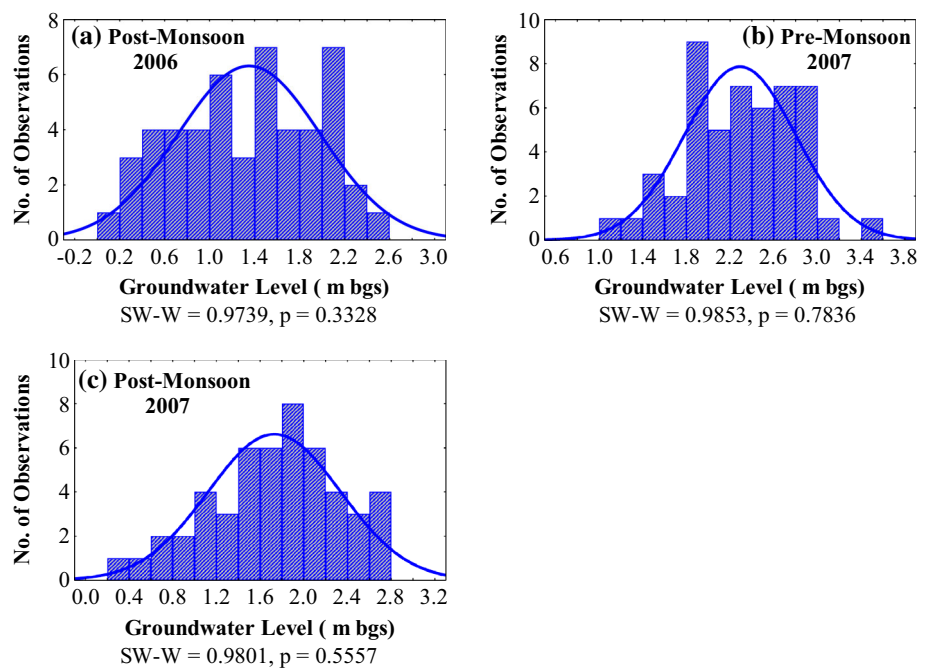 (a) Post-Monsoon
2006
No. of Observations
8
6
4
2
0
-0.2 0.2 0.6 1.0 1.4 1.8 2.2 2.6 3.0
Groundwater Level ( m bgs)
SW-W = 0.9739, p = 0.3328
(b) Pre-Monsoon
2007
No. of Observations
10
8
6
4
2
0
0.6 1.0 1.4 1.8 2.2 2.6 3.0 3.4 3.8
Groundwater Level ( m bgs)
SW-W = 0.9853, p = 0.7836
(c) Post-Monsoon
2007
No. of Observations
10
8
6
4
2
0
0.0 0.4 0.8 1.2 1.6 2.0 2.4 2.8 3.2
Groundwater Level ( m bgs)
SW-W = 0.9801, p = 0.5557